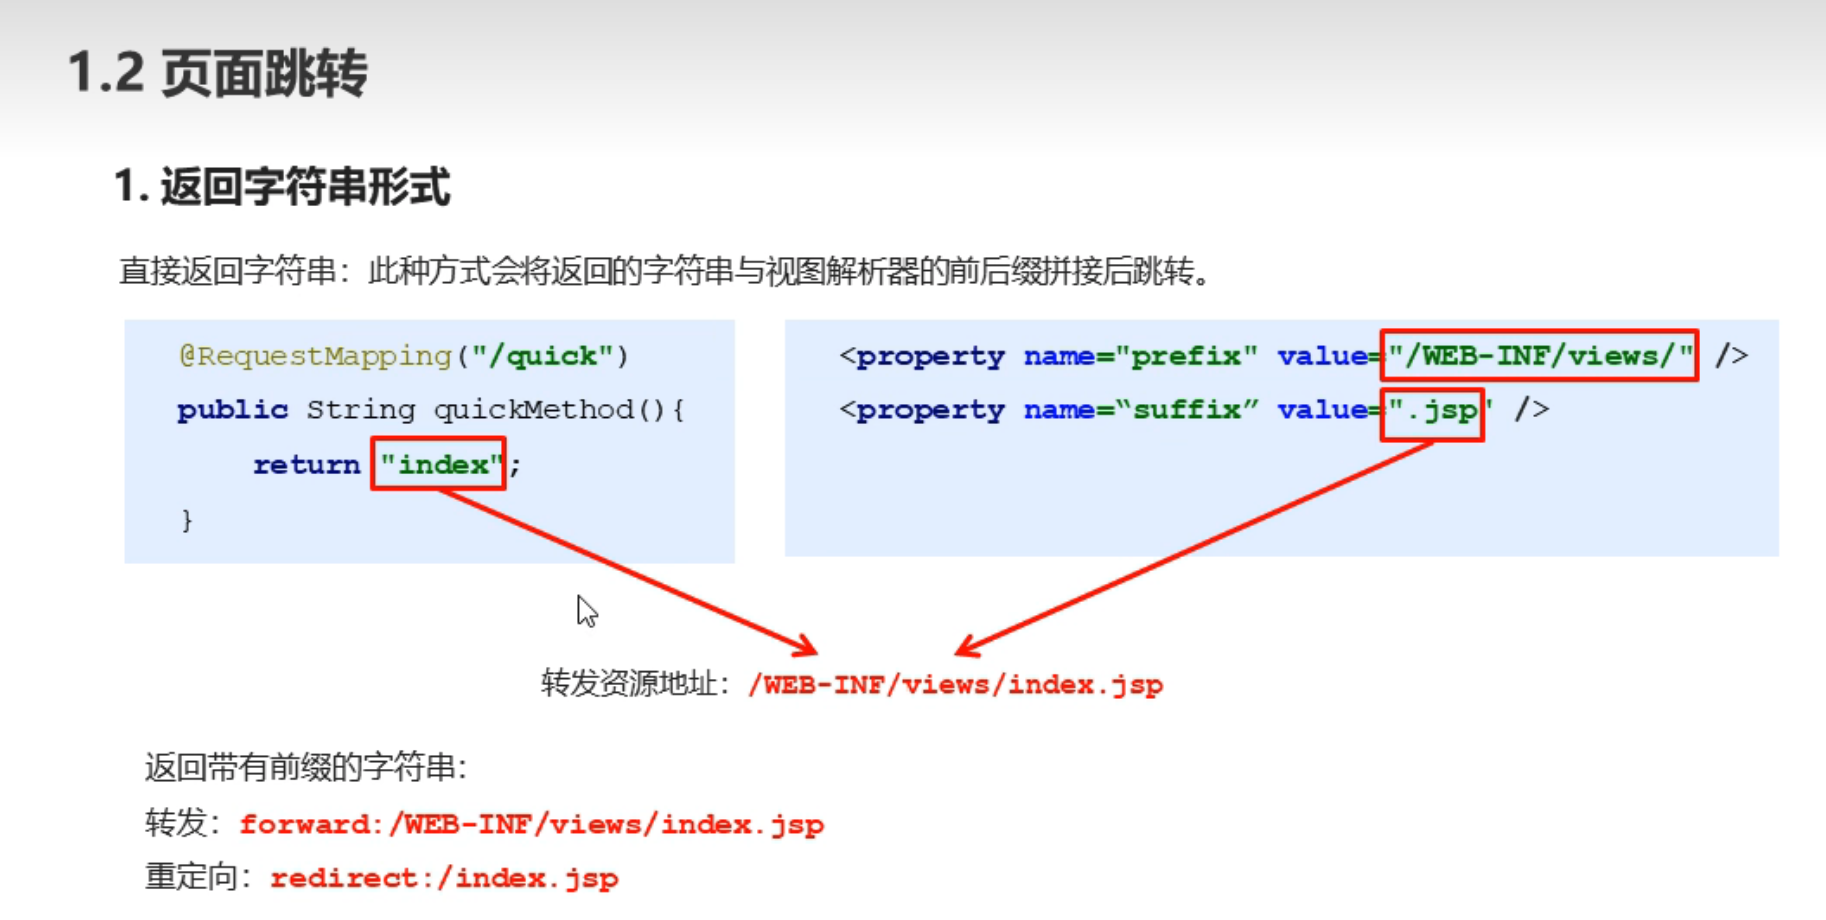 1.2 页面跳转
1. 返回字符串形式
直接返回字符串：此种方式会将返回的字符串与视图解析器的前后缀拼接后跳转。
@RequestMapping("/quick")
public String quickMethod(){
return "index";
}
<property name="prefix" value="/WEB-INF/views/" />
<property name=“suffix” value=".jsp" />
转发资源地址：/WEB-INF/views/index.jsp
返回带有前缀的字符串：
转发：forward:/WEB-INF/views/index.jsp
重定向：redirect:/index.jsp